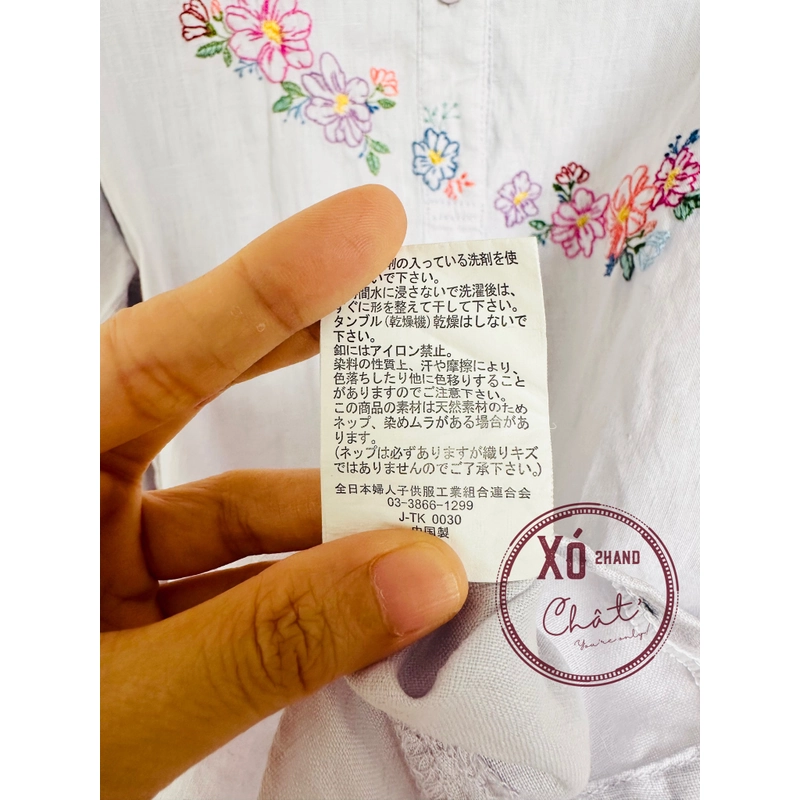 剤の入っている洗剤を使
いで下さい。
間水に浸さないで洗濯後は、
すぐに形を整えて干して下さい。
タンブル(乾燥機)乾燥はしないで
下さい。
釦にはアイロン禁止。
染料の性質上、汗や摩擦により、
色落ちしたり他に色移りすること
がありますのでご注意下さい。
この商品の素材は天然素材のため
ネップ、染めムラがある場合があ
ります。
(ネップは必ずありますが織りキズ
ではありませんのでご了承下さい。)
全日本婦人子供服工業組合連合会
03-3866-1299
J-TK 0030
中国製
XÓ 2HAND
Chất
You're only!